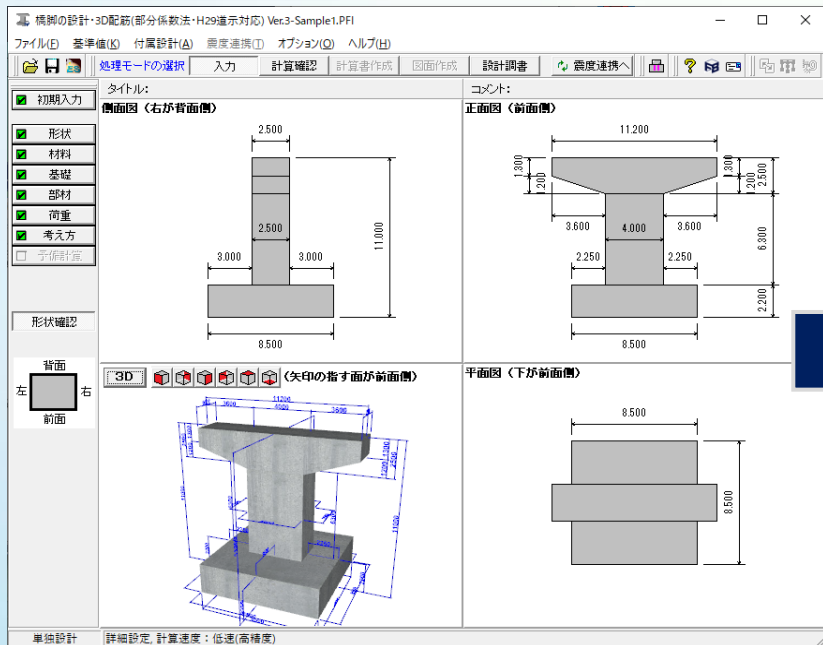 橋脚の設計・3D配筋(部分係数法・H29道示対応) Ver.3-Sample1.PFI
ファイル(F) 基準値(K) 付属設計(A) 震度連携(T) オプション(O) ヘルプ(H)
処理モードの選択 入力 計算確認 計算書作成 図面作成 設計調書 震度連携へ
初期入力
形状
材料
基礎
部材
荷重
考え方
予備計算
形状確認
背面
左 右
前面
タイトル:
側面図(右が背面側)
2.500
2.500
11.000
3.000 3.000
8.500
コメント:
正面図(前面側)
11.200
1.300 1.300
1.200 1.200 2.500
3.600 4.000 3.600
6.300
2.250 2.250
2.200
8.500
3D (矢印の指す面が前面側)
11200
3600 4000 3600
11000
平面図(下が前面側)
8.500
8.500
単独設計 詳細設定, 計算速度:低速(高精度)